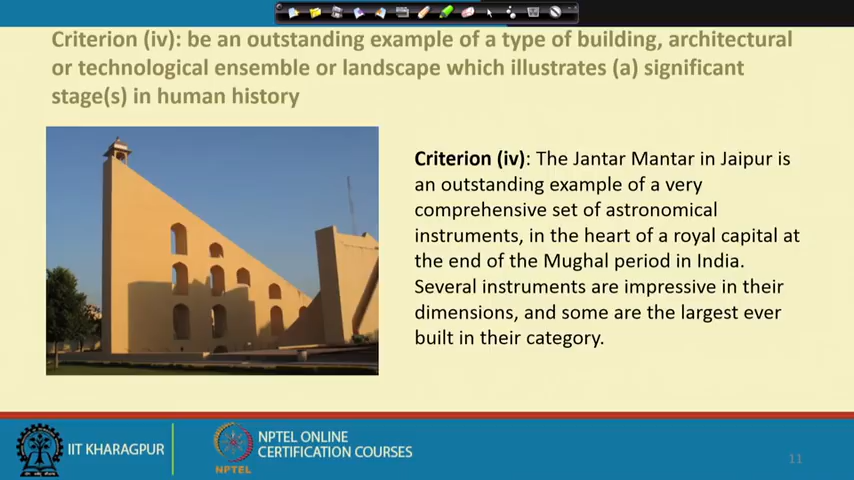 Criterion (iv): be an outstanding example of a type of building, architectural
or technological ensemble or landscape which illustrates (a) significant
stage(s) in human history
Criterion (iv): The Jantar Mantar in Jaipur is
an outstanding example of a very
comprehensive set of astronomical
instruments, in the heart of a royal capital at
the end of the Mughal period in India.
Several instruments are impressive in their
dimensions, and some are the largest ever
built in their category.
IIT KHARAGPUR
NPTEL
NPTEL ONLINE
CERTIFICATION COURSES
11